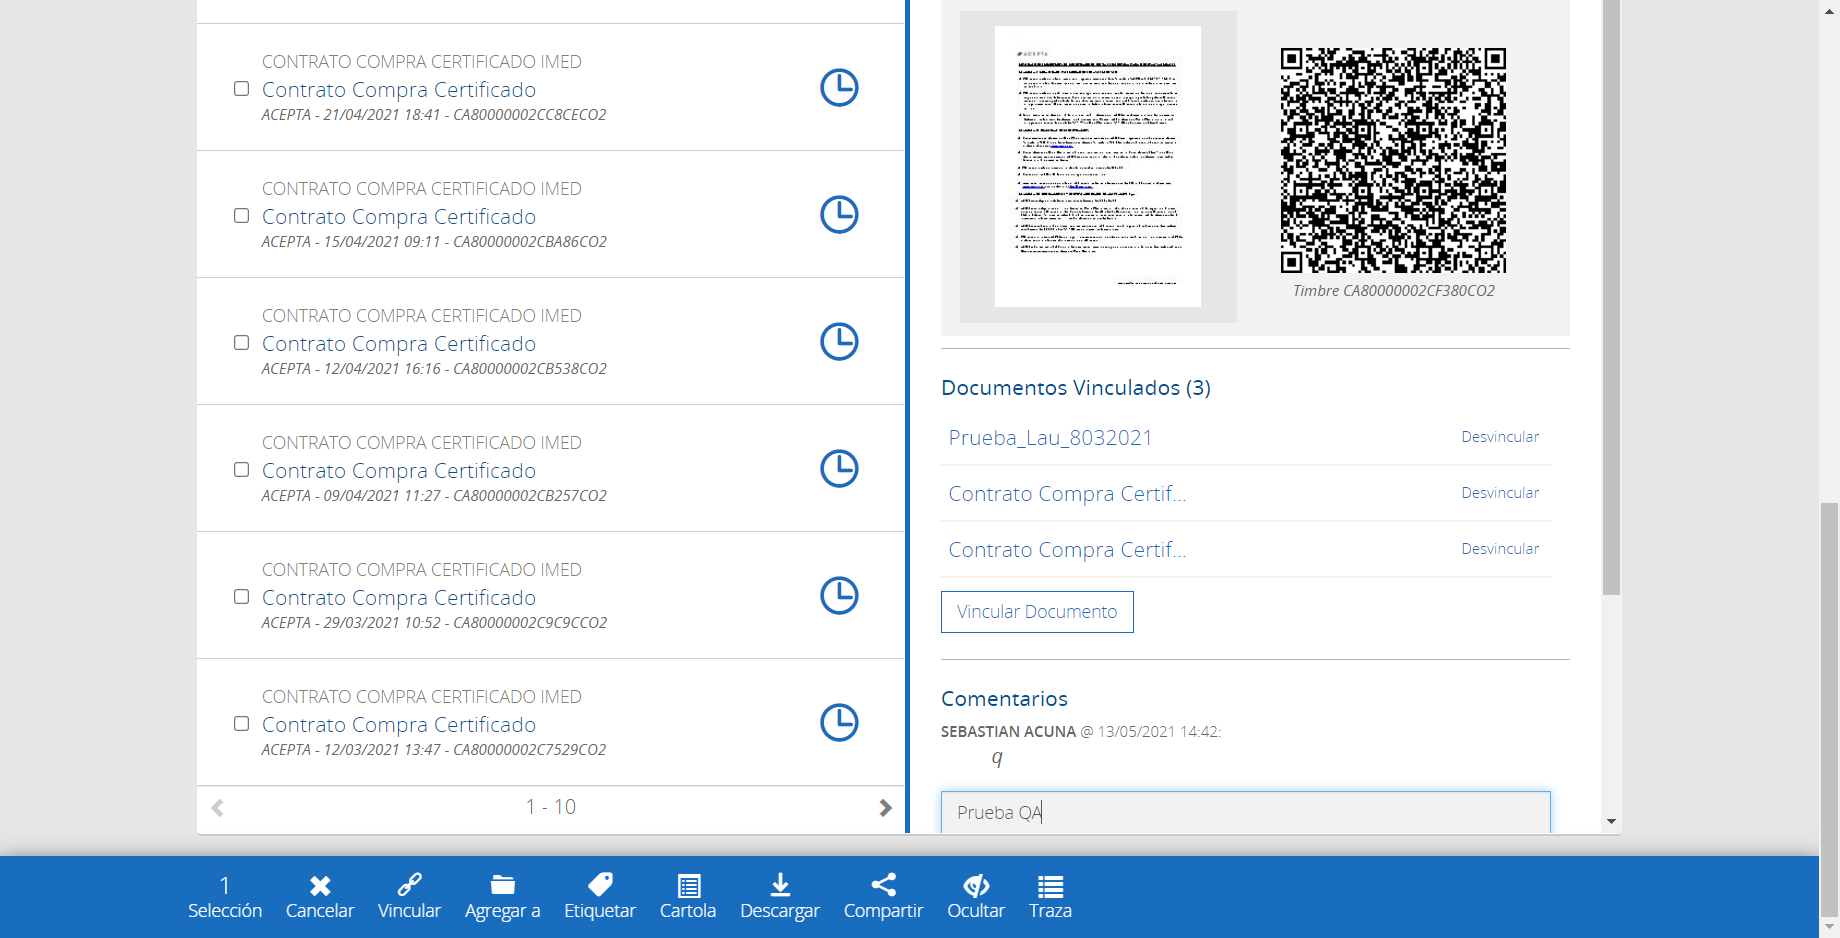 CONTRATO COMPRA CERTIFICADO IMED
Contrato Compra Certificado
ACEPTA - 21/04/2021 18:41 - CA80000002CC8CECO2
CONTRATO COMPRA CERTIFICADO IMED
Contrato Compra Certificado
ACEPTA - 15/04/2021 09:11 - CA80000002CBA86CO2
CONTRATO COMPRA CERTIFICADO IMED
Contrato Compra Certificado
ACEPTA - 12/04/2021 16:16 - CA80000002CB538CO2
CONTRATO COMPRA CERTIFICADO IMED
Contrato Compra Certificado
ACEPTA - 09/04/2021 11:27 - CA80000002CB257CO2
CONTRATO COMPRA CERTIFICADO IMED
Contrato Compra Certificado
ACEPTA - 29/03/2021 10:52 - CA80000002C9C9CCO2
CONTRATO COMPRA CERTIFICADO IMED
Contrato Compra Certificado
ACEPTA - 12/03/2021 13:47 - CA80000002C7529CO2
1 - 10
ACEPTA
Timbre CA80000002CF380CO2
Documentos Vinculados (3)
Prueba_Lau_8032021 Desvincular
Contrato Compra Certif... Desvincular
Contrato Compra Certif... Desvincular
Vincular Documento
Comentarios
SEBASTIAN ACUNA @ 13/05/2021 14:42:
q
Prueba QA
1
Selección Cancelar Vincular Agregar a Etiquetar Cartola Descargar Compartir Ocultar Traza